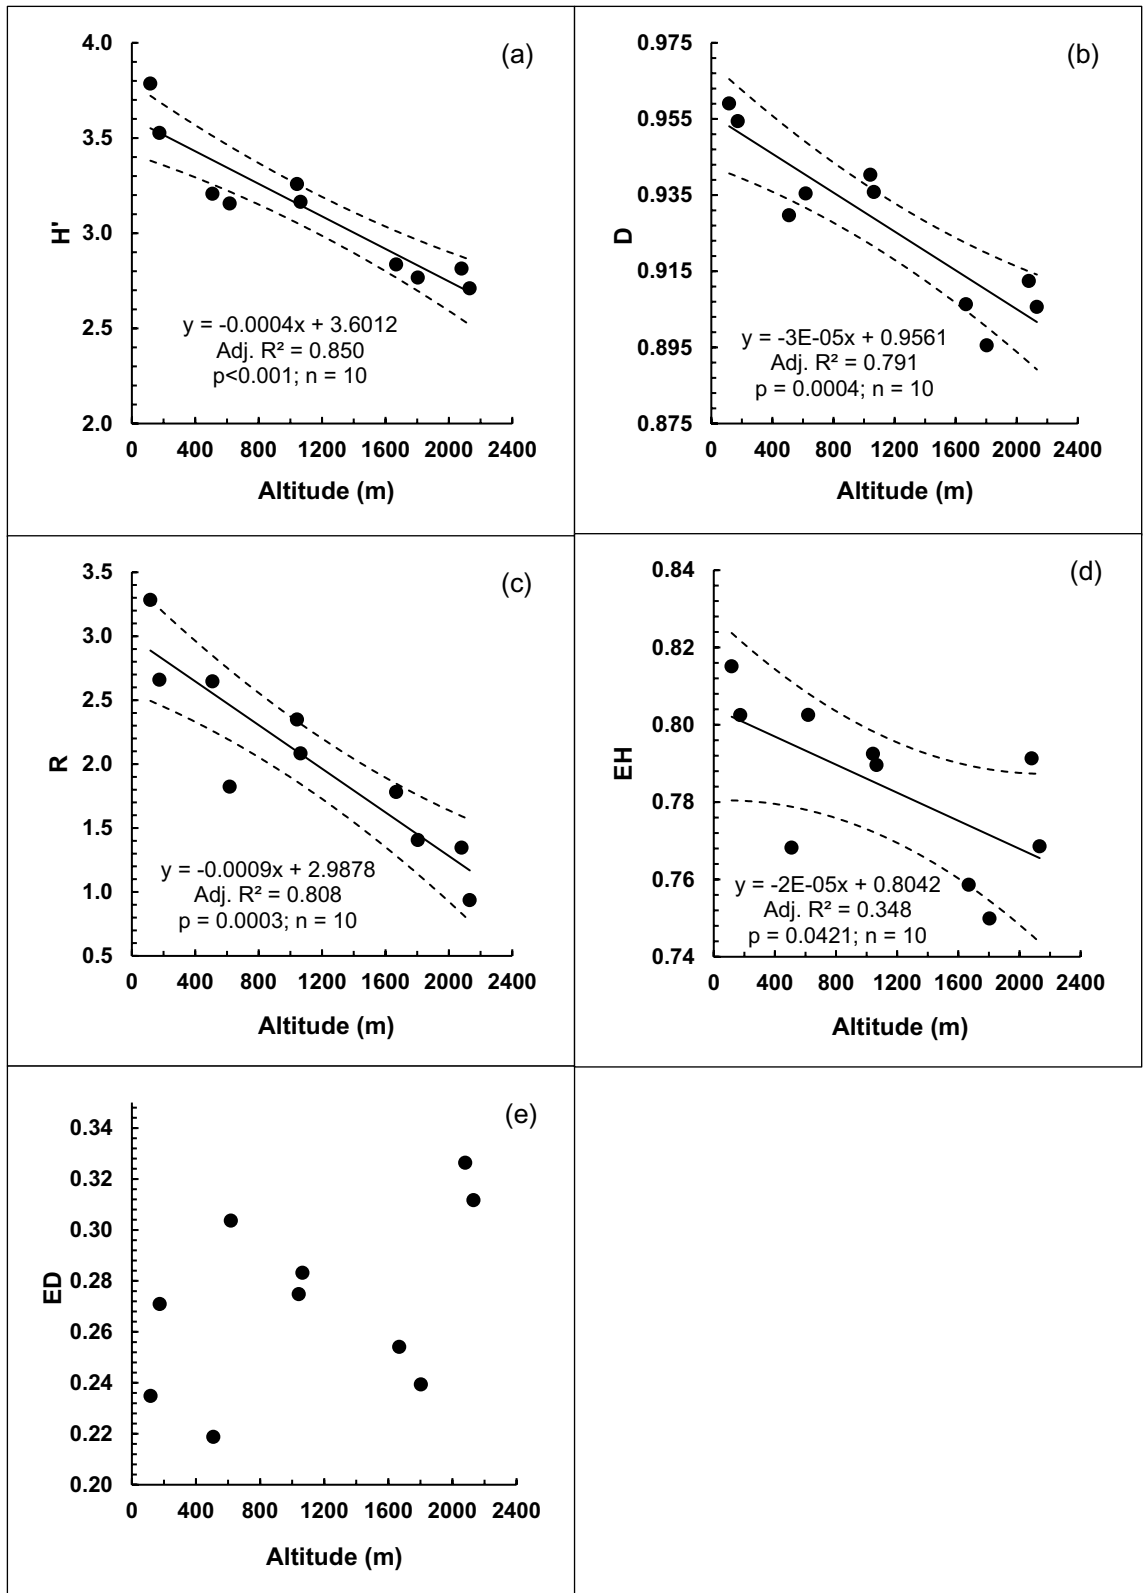 (a)
4.0
3.5
3.0
2.5
2.0
H'
y = -0.0004x + 3.6012
Adj. R² = 0.850
p<0.001; n = 10
0 400 800 1200 1600 2000 2400
Altitude (m)
(b)
0.975
0.955
0.935
0.915
0.895
0.875
D
y = -3E-05x + 0.9561
Adj. R² = 0.791
p = 0.0004; n = 10
0 400 800 1200 1600 2000 2400
Altitude (m)
(c)
3.5
3.0
2.5
2.0
1.5
1.0
0.5
R
y = -0.0009x + 2.9878
Adj. R² = 0.808
p = 0.0003; n = 10
0 400 800 1200 1600 2000 2400
Altitude (m)
(d)
0.84
0.82
0.80
0.78
0.76
0.74
EH
y = -2E-05x + 0.8042
Adj. R² = 0.348
p = 0.0421; n = 10
0 400 800 1200 1600 2000 2400
Altitude (m)
(e)
0.34
0.32
0.30
0.28
0.26
0.24
0.22
0.20
ED
0 400 800 1200 1600 2000 2400
Altitude (m)